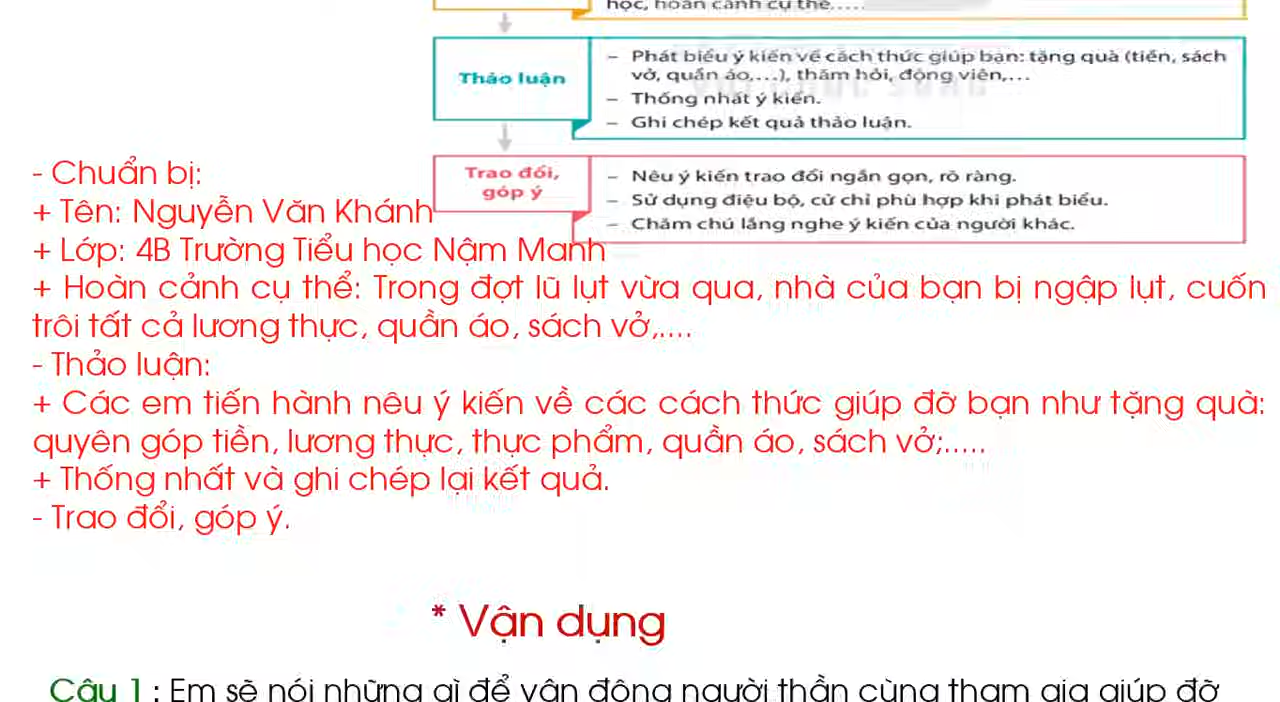 học, hoàn cảnh cụ thể.....
Thảo luận
– Phát biểu ý kiến về cách thức giúp bạn: tặng quà (tiền, sách
vở, quần áo,...), thăm hỏi, động viên,...
– Thống nhất ý kiến.
– Ghi chép kết quả thảo luận.
Trao đổi,
góp ý
– Nêu ý kiến trao đổi ngắn gọn, rõ ràng.
– Sử dụng điệu bộ, cử chỉ phù hợp khi phát biểu.
– Chăm chú lắng nghe ý kiến của người khác.
- Chuẩn bị:
+ Tên: Nguyễn Văn Khánh
+ Lớp: 4B Trường Tiểu học Nậm Manh
+ Hoàn cảnh cụ thể: Trong đợt lũ lụt vừa qua, nhà của bạn bị ngập lụt, cuốn
trôi tất cả lương thực, quần áo, sách vở,....
- Thảo luận:
+ Các em tiến hành nêu ý kiến về các cách thức giúp đỡ bạn như tặng quà:
quyên góp tiền, lương thực, thực phẩm, quần áo, sách vở;.....
+ Thống nhất và ghi chép lại kết quả.
- Trao đổi, góp ý.
* Vận dụng
Câu 1 : Em sẽ nói những gì để vận động người thân cùng tham gia giúp đỡ